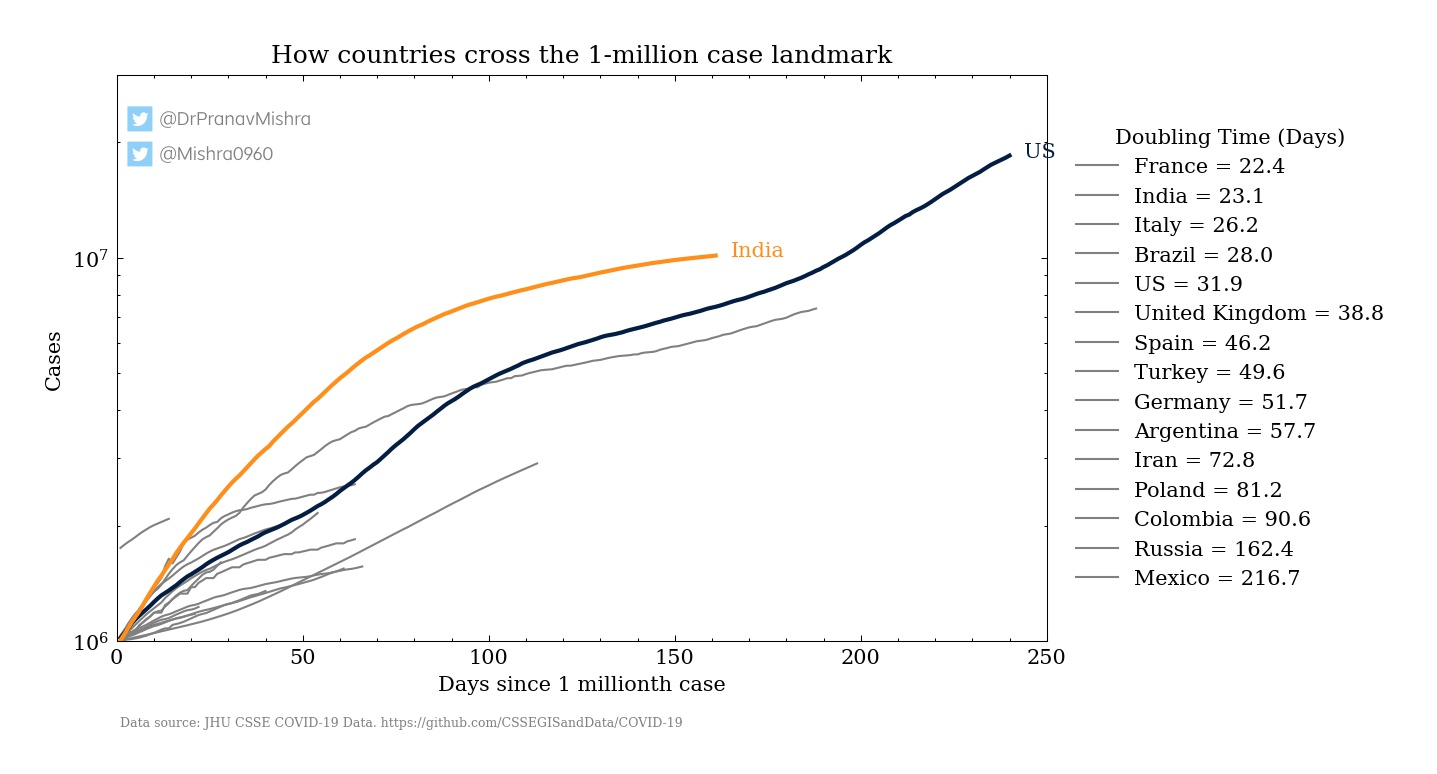 How countries cross the 1-million case landmark
@DrPranavMishra
@Mishra0960
US
India
10^7
10^6
Cases
0 50 100 150 200 250
Days since 1 millionth case
Doubling Time (Days)
France = 22.4
India = 23.1
Italy = 26.2
Brazil = 28.0
US = 31.9
United Kingdom = 38.8
Spain = 46.2
Turkey = 49.6
Germany = 51.7
Argentina = 57.7
Iran = 72.8
Poland = 81.2
Colombia = 90.6
Russia = 162.4
Mexico = 216.7
Data source: JHU CSSE COVID-19 Data. https://github.com/CSSEGISandData/COVID-19